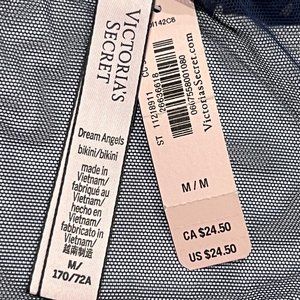 VICTORIA'S
SECRET
Dream Angels
bikini/bikini
made in
Vietnam/
fabriqué au
Vietnam/
hecho en
Vietnam/
fabbricato in
Vietnam/
越南制造
M/
170/72A
ST 11218911
VictoriasSecret.com
M / M
CA $24.50
US $24.50